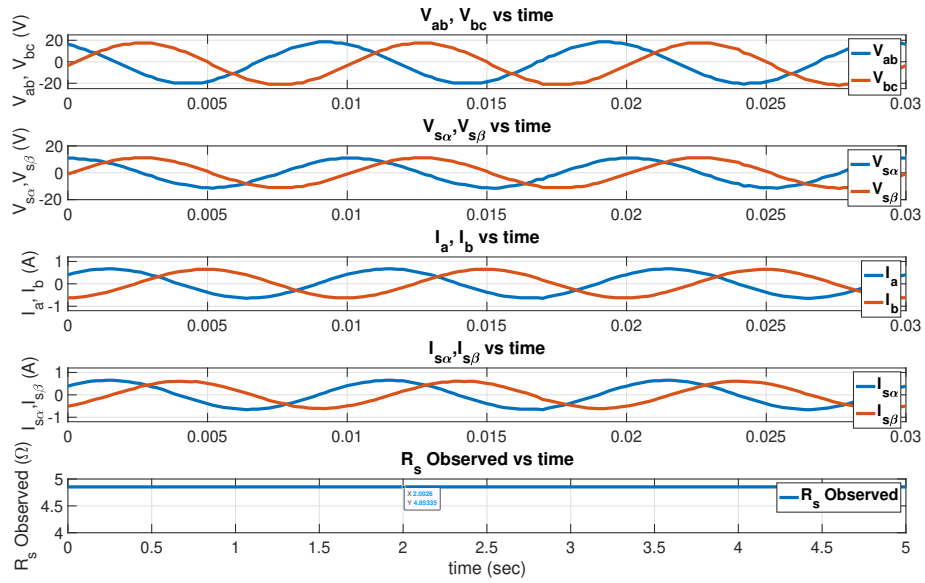 V_ab, V_bc vs time
V_ab, V_bc (V)
20
0
-20
V_ab
V_bc
0 0.005 0.01 0.015 0.02 0.025 0.03
V_sα,V_sβ vs time
V_sα,V_sβ (V)
20
0
-20
V_sα
V_sβ
0 0.005 0.01 0.015 0.02 0.025 0.03
I_a, I_b vs time
I_a, I_b (A)
1
0
-1
I_a
I_b
0 0.005 0.01 0.015 0.02 0.025 0.03
I_sα,I_sβ vs time
I_sα,I_sβ (A)
1
0
-1
I_sα
I_sβ
0 0.005 0.01 0.015 0.02 0.025 0.03
R_s Observed vs time
R_s Observed (Ω)
5
4.5
4
X 2.0026
Y 4.85335
R_s Observed
0 0.5 1 1.5 2 2.5 3 3.5 4 4.5 5
time (sec)